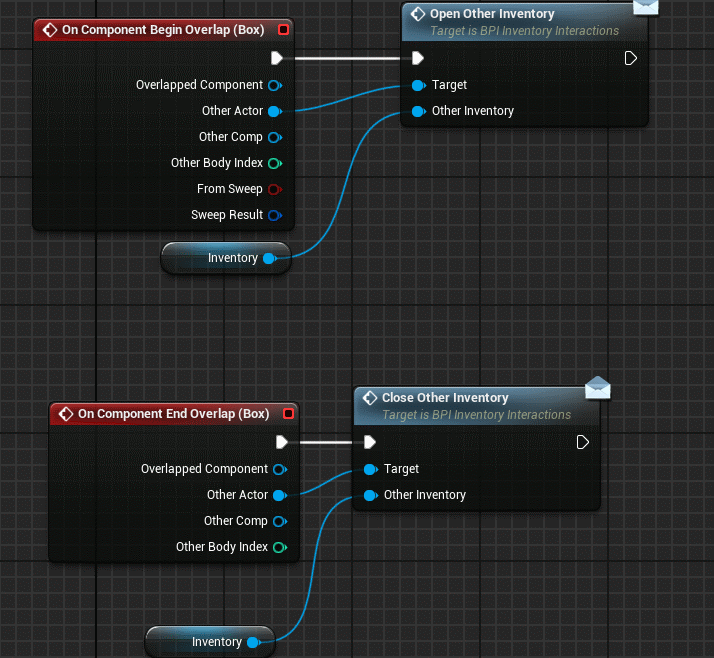 On Component Begin Overlap (Box)
Overlapped Component
Other Actor
Other Comp
Other Body Index
From Sweep
Sweep Result
Inventory
Open Other Inventory
Target is BPI Inventory Interactions
Target
Other Inventory
On Component End Overlap (Box)
Overlapped Component
Other Actor
Other Comp
Other Body Index
Inventory
Close Other Inventory
Target is BPI Inventory Interactions
Target
Other Inventory